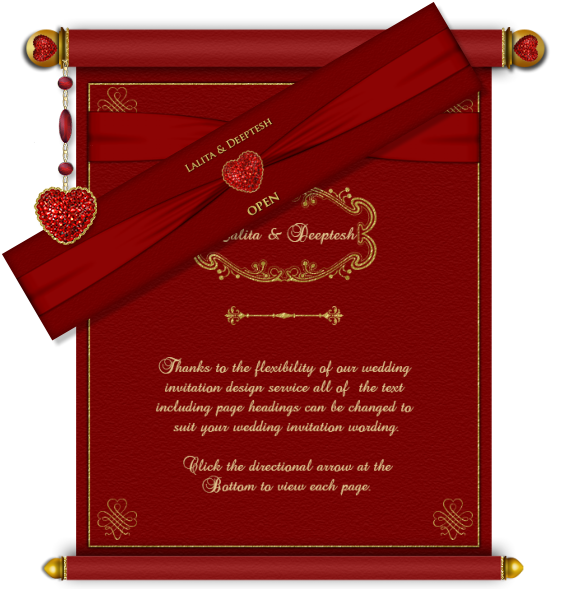 Lalita & Deeptesh
OPEN
Lalita & Deeptesh
Thanks to the flexibility of our wedding
invitation design service all of the text
including page headings can be changed to
suit your wedding invitation wording.
Click the directional arrow at the
Bottom to view each page.